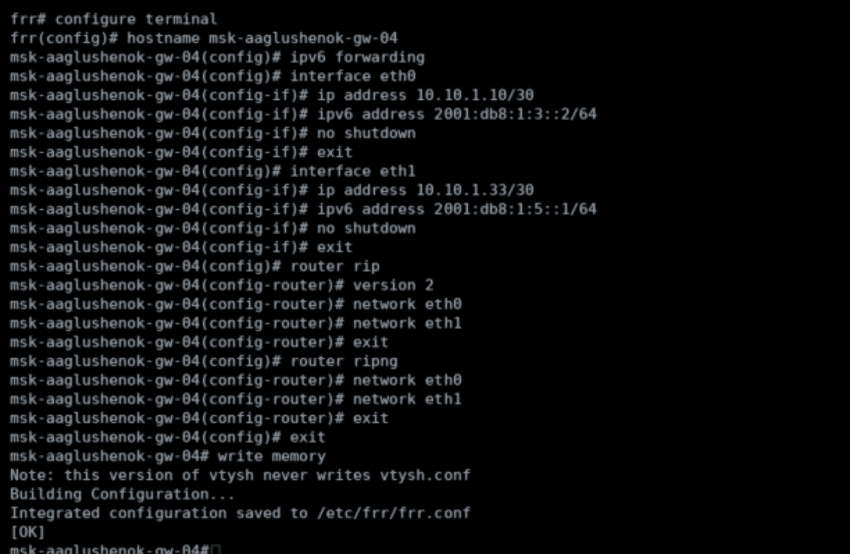 frr# configure terminal
frr(config)# hostname msk-aaglushenok-gw-04
msk-aaglushenok-gw-04(config)# ipv6 forwarding
msk-aaglushenok-gw-04(config)# interface eth0
msk-aaglushenok-gw-04(config-if)# ip address 10.10.1.10/30
msk-aaglushenok-gw-04(config-if)# ipv6 address 2001:db8:1:3::2/64
msk-aaglushenok-gw-04(config-if)# no shutdown
msk-aaglushenok-gw-04(config-if)# exit
msk-aaglushenok-gw-04(config)# interface eth1
msk-aaglushenok-gw-04(config-if)# ip address 10.10.1.33/30
msk-aaglushenok-gw-04(config-if)# ipv6 address 2001:db8:1:5::1/64
msk-aaglushenok-gw-04(config-if)# no shutdown
msk-aaglushenok-gw-04(config-if)# exit
msk-aaglushenok-gw-04(config)# router rip
msk-aaglushenok-gw-04(config-router)# version 2
msk-aaglushenok-gw-04(config-router)# network eth0
msk-aaglushenok-gw-04(config-router)# network eth1
msk-aaglushenok-gw-04(config-router)# exit
msk-aaglushenok-gw-04(config)# router ripng
msk-aaglushenok-gw-04(config-router)# network eth0
msk-aaglushenok-gw-04(config-router)# network eth1
msk-aaglushenok-gw-04(config-router)# exit
msk-aaglushenok-gw-04(config)# exit
msk-aaglushenok-gw-04# write memory
Note: this version of vtysh never writes vtysh.conf
Building Configuration...
Integrated configuration saved to /etc/frr/frr.conf
[OK]
msk-aaglushenok-gw-04#